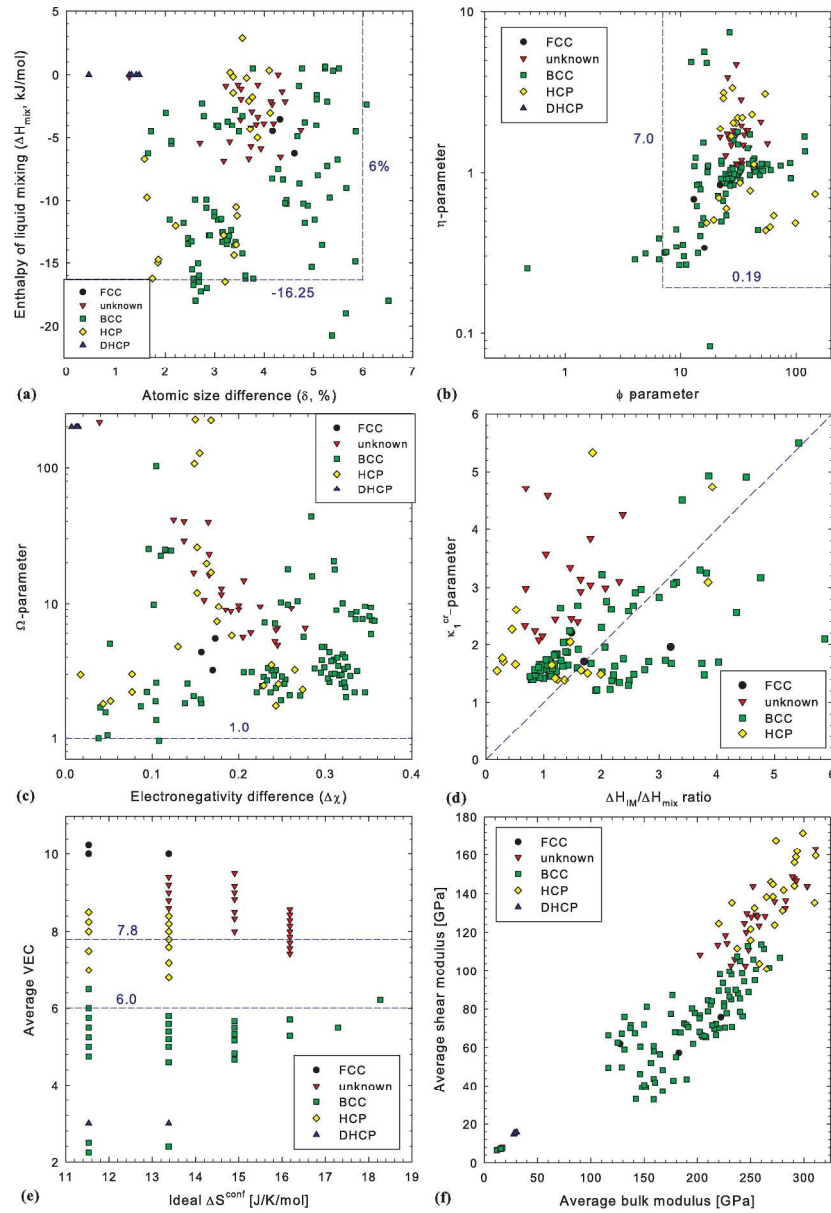 (a)
Enthalpy of liquid mixing (ΔHmix, kJ/mol)
5
0
-5
-10
-15
-20
6%
-16.25
FCC
unknown
BCC
HCP
DHCP
0 1 2 3 4 5 6 7
Atomic size difference (δ, %)
(b)
η-parameter
10
1
0.1
7.0
0.19
FCC
unknown
BCC
HCP
DHCP
1 10 100
ϕ parameter
(c)
Ω-parameter
100
10
1
1.0
FCC
unknown
BCC
HCP
DHCP
0.0 0.1 0.2 0.3 0.4
Electronegativity difference (Δχ)
(d)
κ₁ᶜʳ-parameter
6
5
4
3
2
1
0
FCC
unknown
BCC
HCP
0 1 2 3 4 5 6
ΔHIM/ΔHmix ratio
(e)
Average VEC
12
10
8
6
4
2
7.8
6.0
FCC
unknown
BCC
HCP
DHCP
11 12 13 14 15 16 17 18 19
Ideal ΔSᶜᵒⁿᶠ [J/K/mol]
(f)
Average shear modulus [GPa]
180
160
140
120
100
80
60
40
20
0
FCC
unknown
BCC
HCP
DHCP
0 50 100 150 200 250 300
Average bulk modulus [GPa]